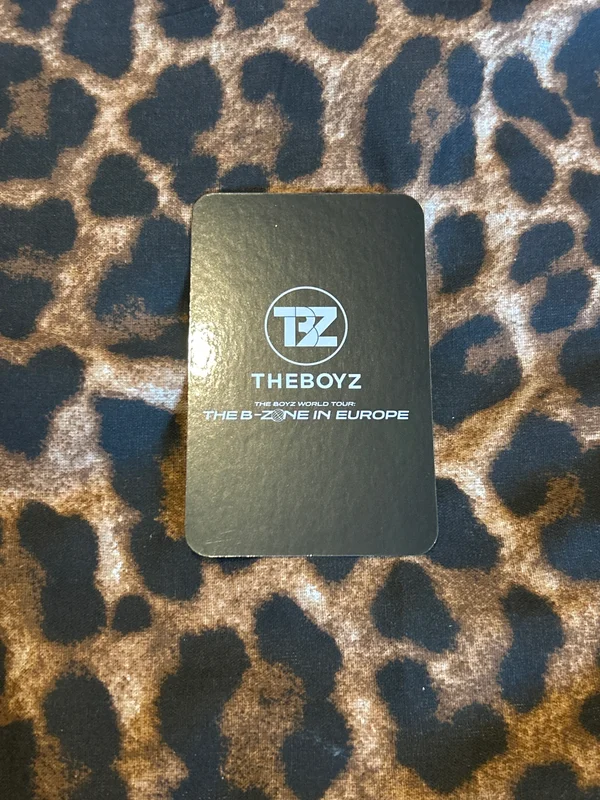 TBZ
THEBOYZ
THE BOYZ WORLD TOUR:
THE B-ZONE IN EUROPE